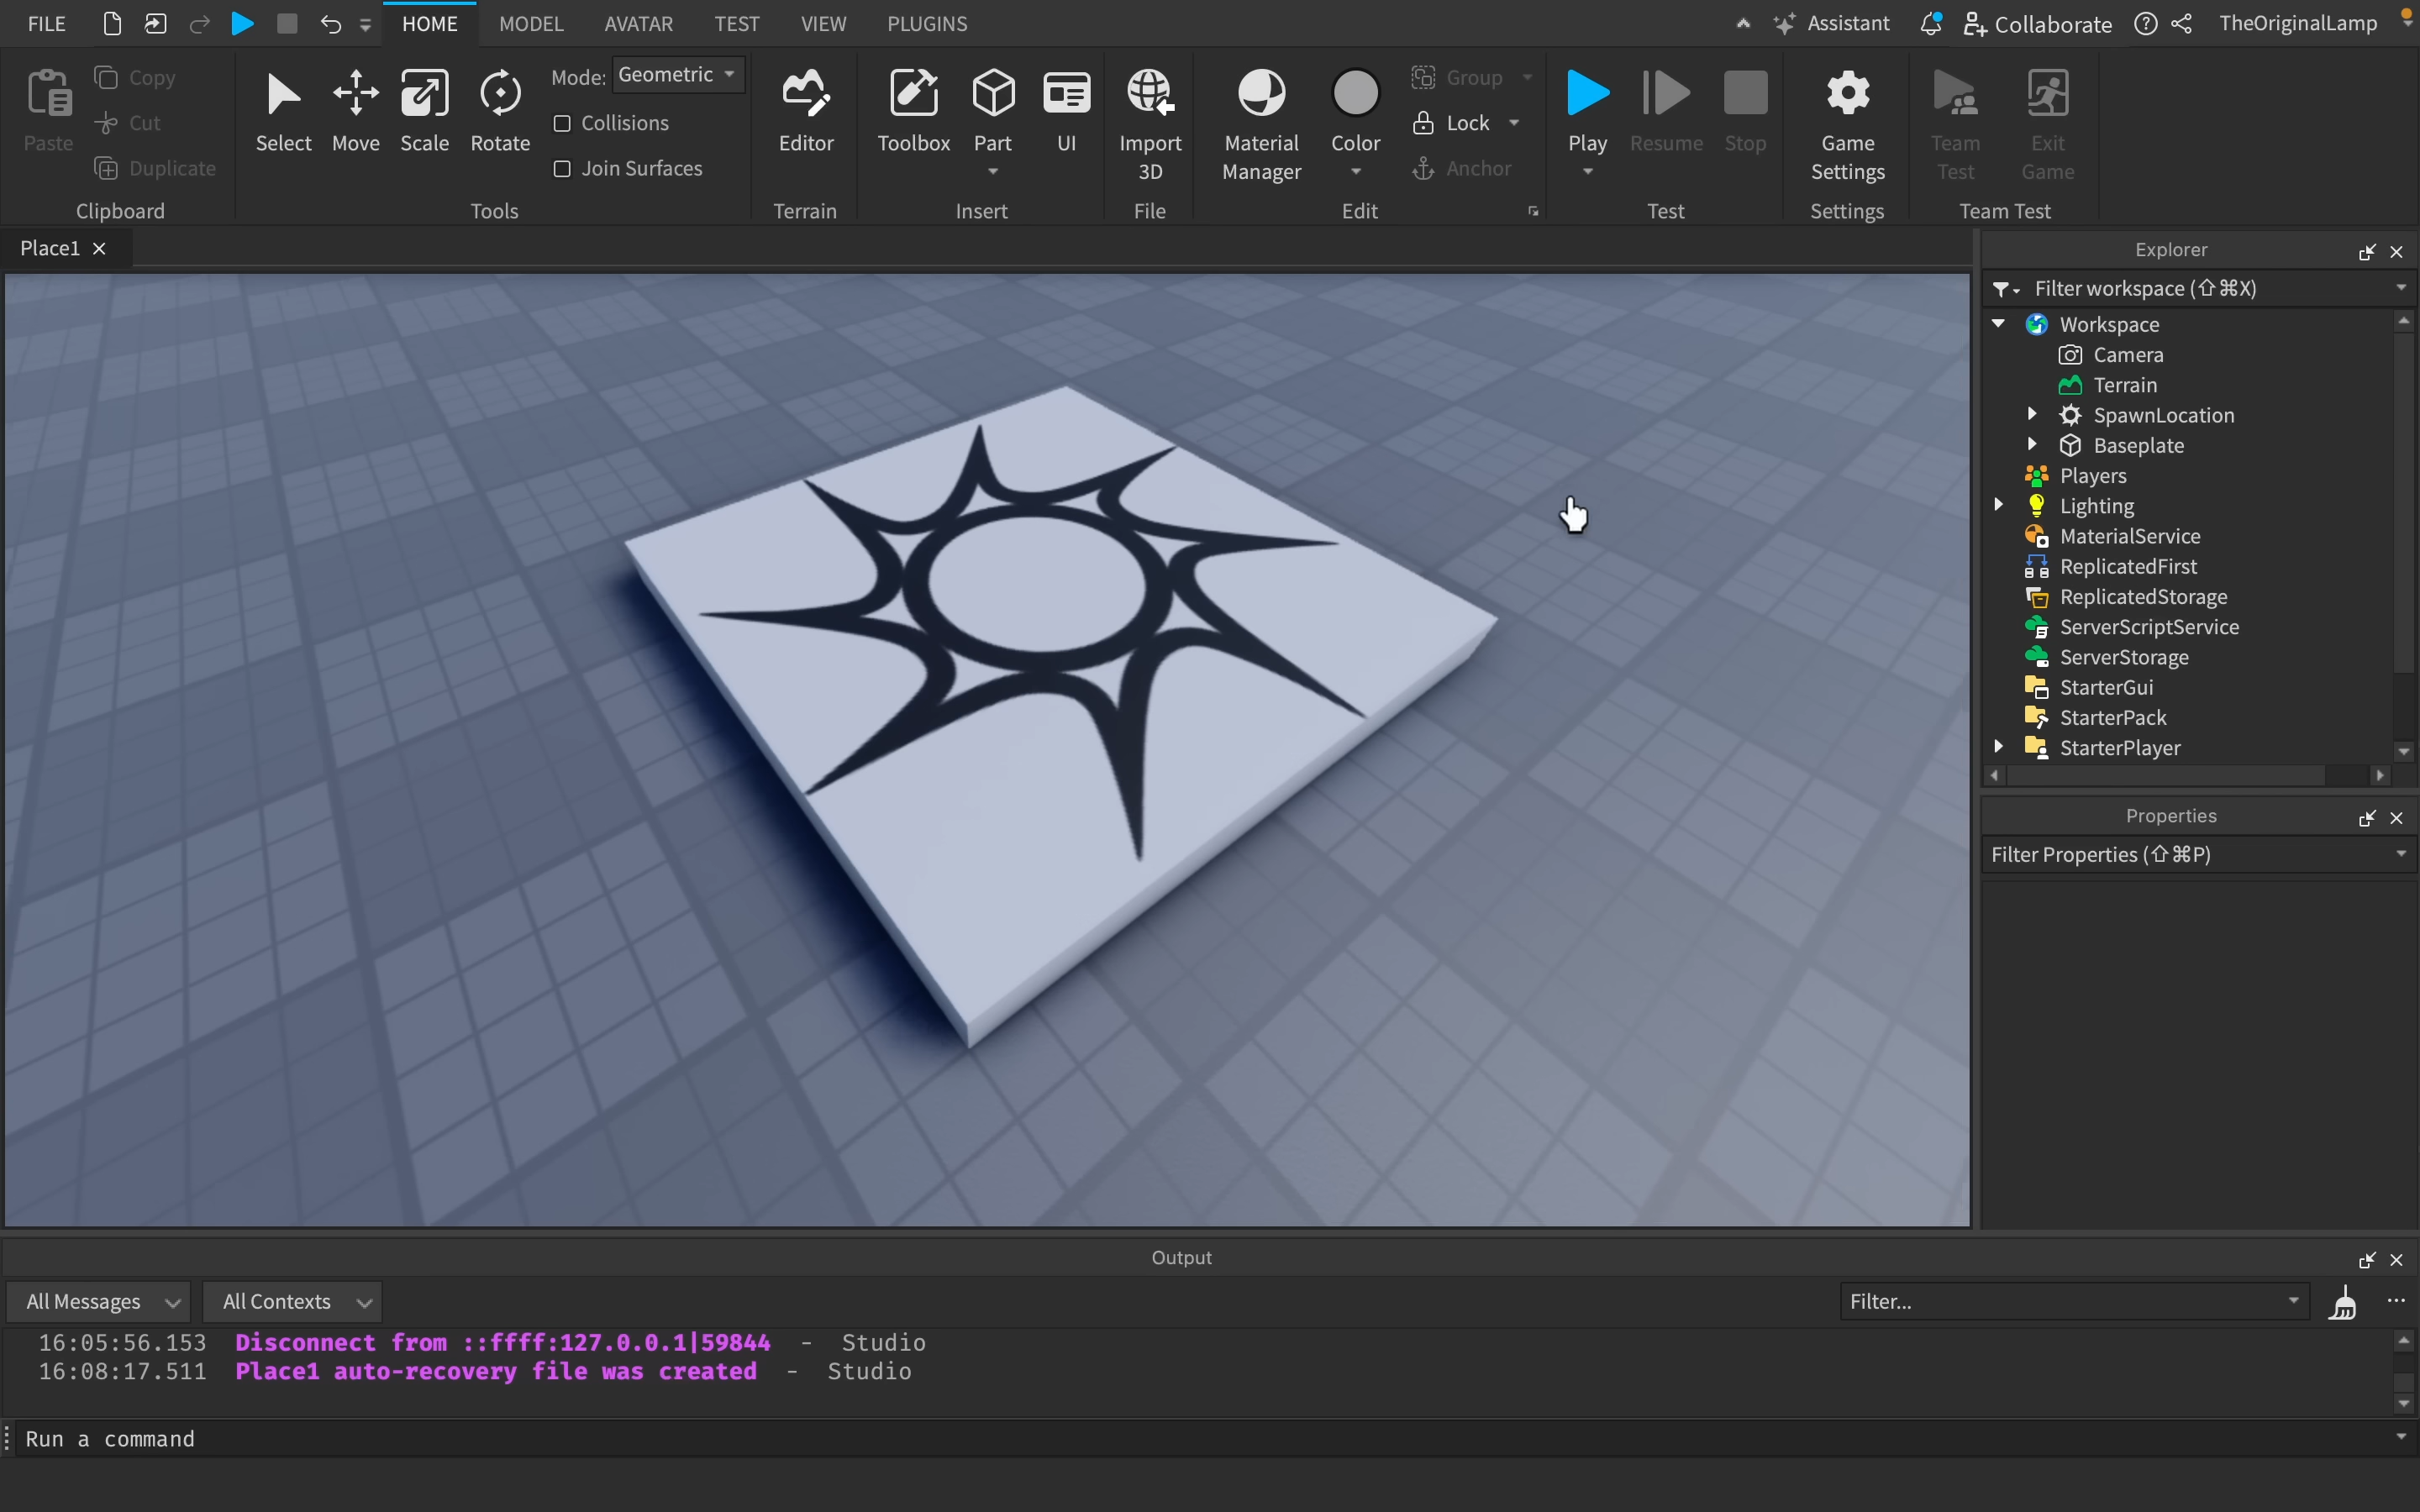 FILE HOME MODEL AVATAR TEST VIEW PLUGINS Assistant Collaborate TheOriginalLamp
Paste
Copy
Cut
Duplicate
Clipboard
Select Move Scale Rotate
Mode: Geometric
Collisions
Join Surfaces
Tools
Editor
Terrain
Toolbox Part UI
Insert
Import
3D
File
Material
Manager
Color
Group
Lock
Anchor
Edit
Play Resume Stop
Test
Game
Settings
Settings
Team
Test
Exit
Game
Team Test
Place1
Explorer
Filter workspace (⇧⌘X)
Workspace
Camera
Terrain
SpawnLocation
Baseplate
Players
Lighting
MaterialService
ReplicatedFirst
ReplicatedStorage
ServerScriptService
ServerStorage
StarterGui
StarterPack
StarterPlayer
Properties
Filter Properties (⇧⌘P)
Output
All Messages All Contexts Filter...
16:05:56.153 Disconnect from ::ffff:127.0.0.1|59844 - Studio
16:08:17.511 Place1 auto-recovery file was created - Studio
Run a command